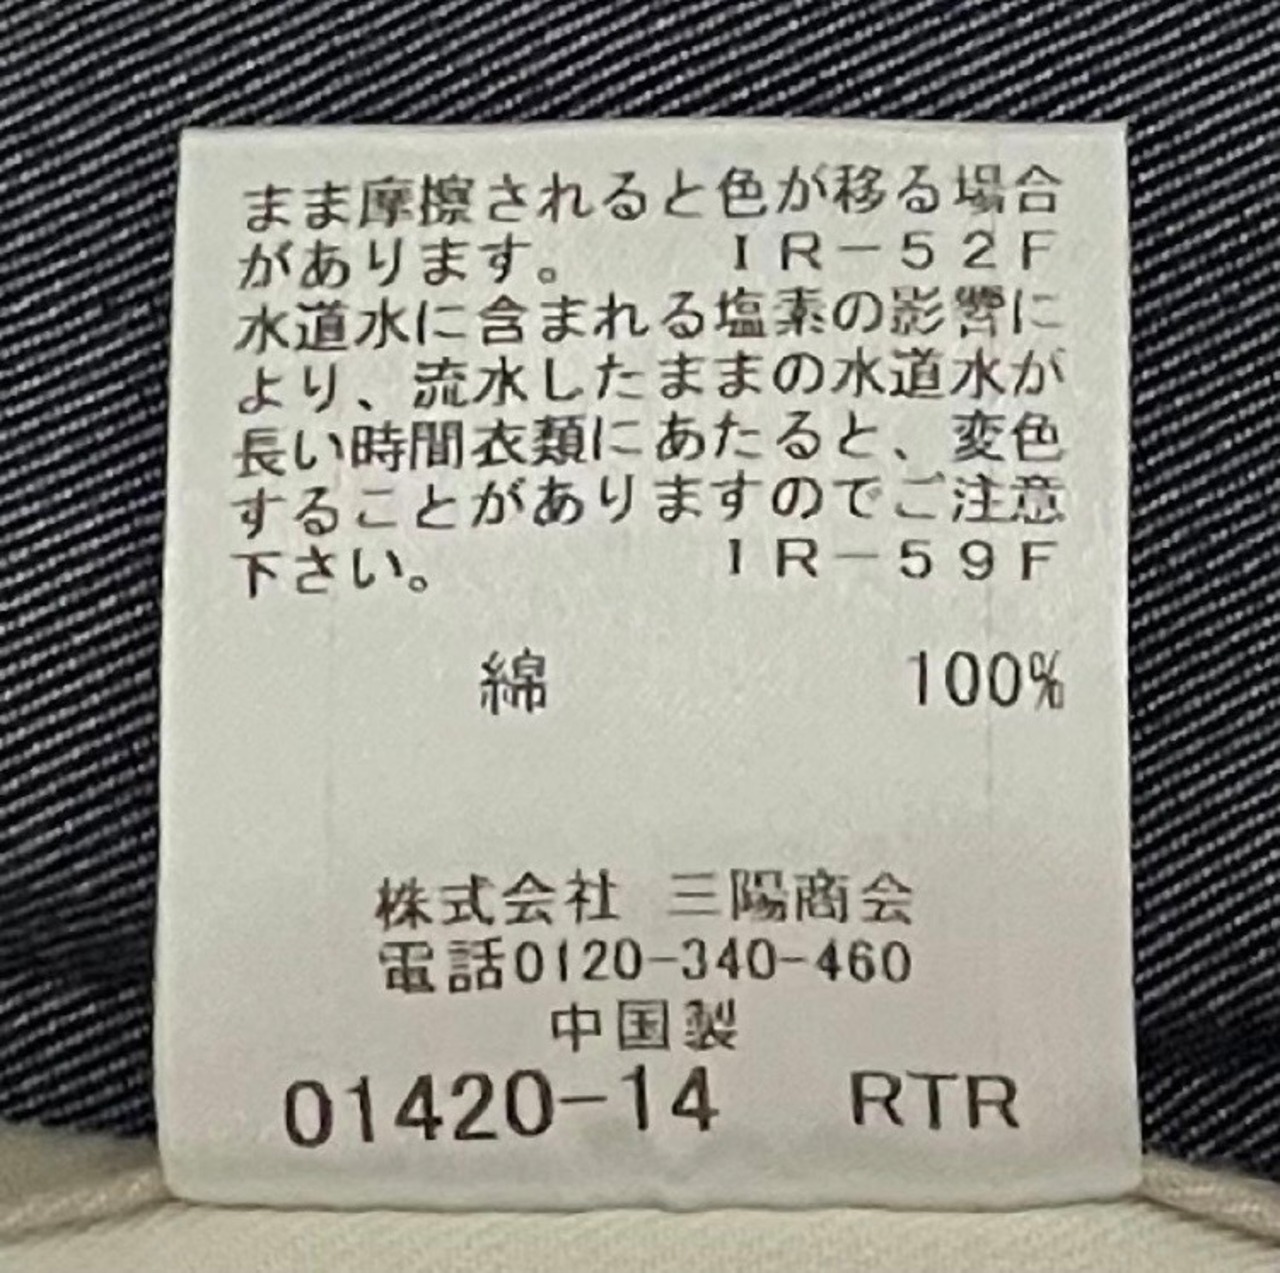 まま摩擦されると色が移る場合
があります。　　　ＩＲ－５２Ｆ
水道水に含まれる塩素の影響に
より、流水したままの水道水が
長い時間衣類にあたると、変色
することがありますのでご注意
下さい。　　　　　ＩＲ－５９Ｆ
綿　　　100%
株式会社 三陽商会
電話0120-340-460
中国製
01420-14　RTR